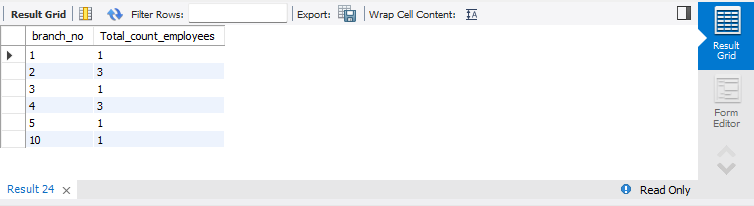 Result Grid Filter Rows: Export: Wrap Cell Content:
branch_no Total_count_employees
1 1
2 3
3 1
4 3
5 1
10 1
Result
Grid
Form
Editor
Result 24 Read Only